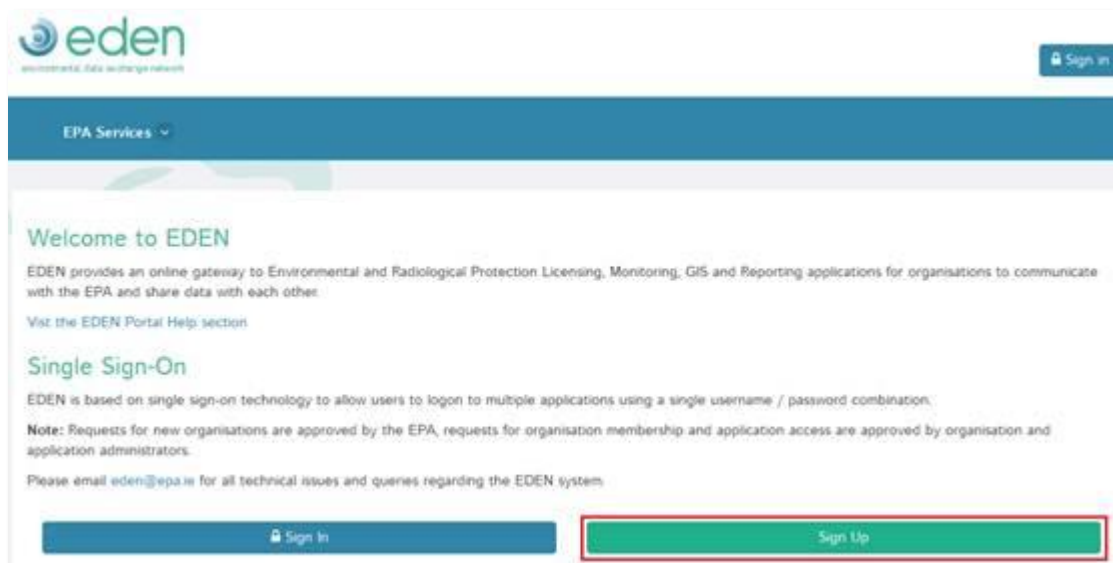 eden
environmental data exchange network
Sign in
EPA Services
Welcome to EDEN
EDEN provides an online gateway to Environmental and Radiological Protection Licensing, Monitoring, GIS and Reporting applications for organisations to communicate
with the EPA and share data with each other.
Vist the EDEN Portal Help section
Single Sign-On
EDEN is based on single sign-on technology to allow users to logon to multiple applications using a single username / password combination.
Note: Requests for new organisations are approved by the EPA, requests for organisation membership and application access are approved by organisation and
application administrators.
Please email eden@epa.ie for all technical issues and queries regarding the EDEN system
Sign In
Sign Up